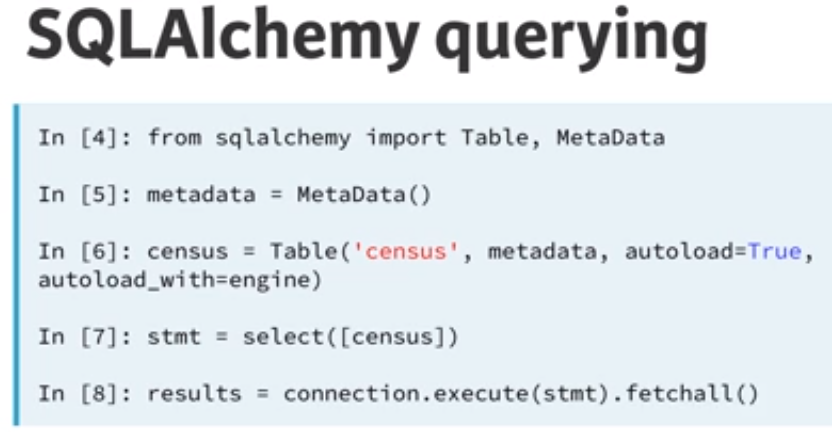 SQLAlchemy querying
In [4]: from sqlalchemy import Table, MetaData
In [5]: metadata = MetaData()
In [6]: census = Table('census', metadata, autoload=True,
autoload_with=engine)
In [7]: stmt = select([census])
In [8]: results = connection.execute(stmt).fetchall()